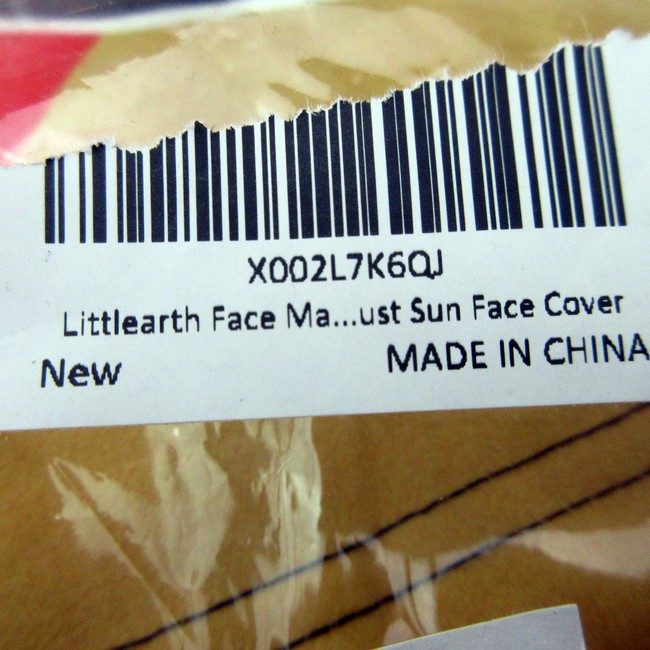 X002L7K6QJ
Littlearth Face Ma...ust Sun Face Cover
New
MADE IN CHINA